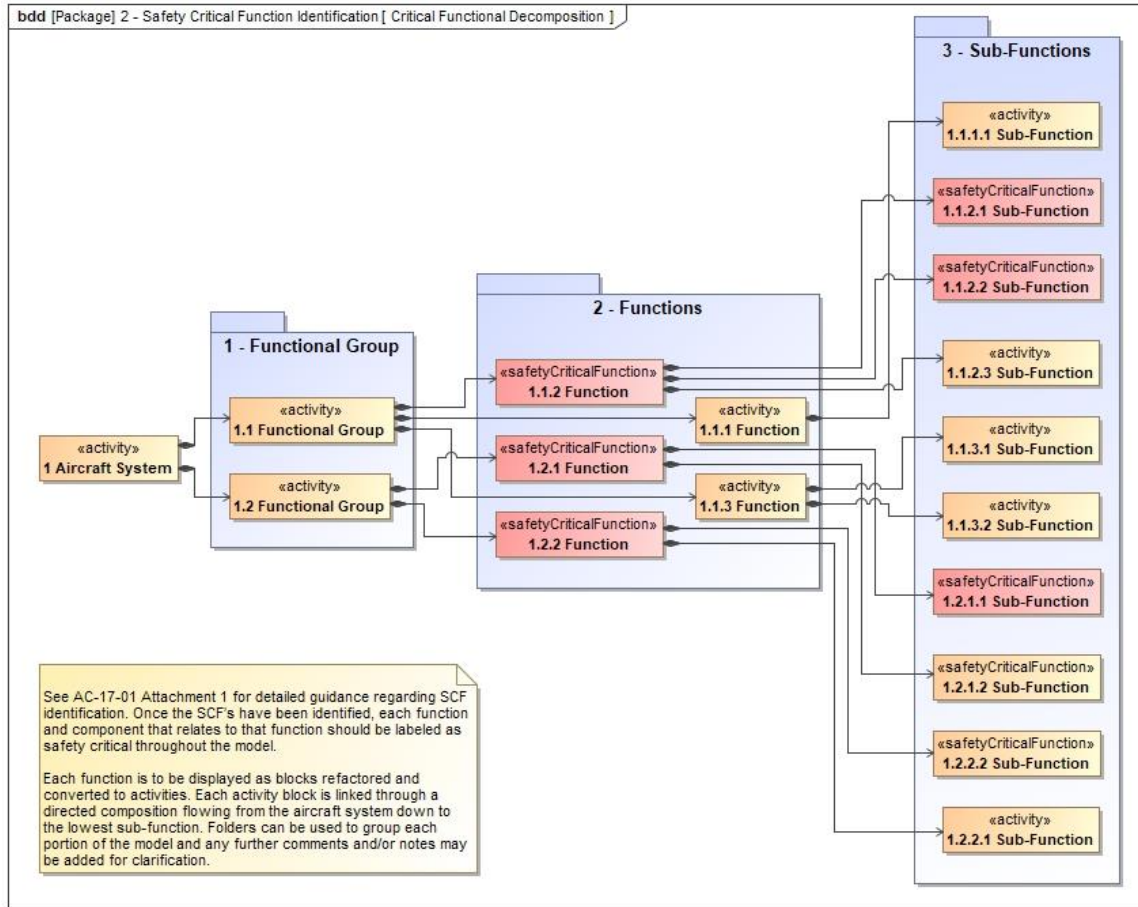 bdd [Package] 2 - Safety Critical Function Identification [ Critical Functional Decomposition ]
1 - Functional Group
2 - Functions
3 - Sub-Functions
«activity»
1 Aircraft System
«activity»
1.1 Functional Group
«activity»
1.2 Functional Group
«safetyCriticalFunction»
1.1.2 Function
«activity»
1.1.1 Function
«safetyCriticalFunction»
1.2.1 Function
«activity»
1.1.3 Function
«safetyCriticalFunction»
1.2.2 Function
«activity»
1.1.1.1 Sub-Function
«safetyCriticalFunction»
1.1.2.1 Sub-Function
«safetyCriticalFunction»
1.1.2.2 Sub-Function
«activity»
1.1.2.3 Sub-Function
«activity»
1.1.3.1 Sub-Function
«activity»
1.1.3.2 Sub-Function
«safetyCriticalFunction»
1.2.1.1 Sub-Function
«safetyCriticalFunction»
1.2.1.2 Sub-Function
«safetyCriticalFunction»
1.2.2.2 Sub-Function
«activity»
1.2.2.1 Sub-Function
See AC-17-01 Attachment 1 for detailed guidance regarding SCF
identification. Once the SCF's have been identified, each function
and component that relates to that function should be labeled as
safety critical throughout the model.
Each function is to be displayed as blocks refactored and
converted to activities. Each activity block is linked through a
directed composition flowing from the aircraft system down to
the lowest sub-function. Folders can be used to group each
portion of the model and any further comments and/or notes may
be added for clarification.